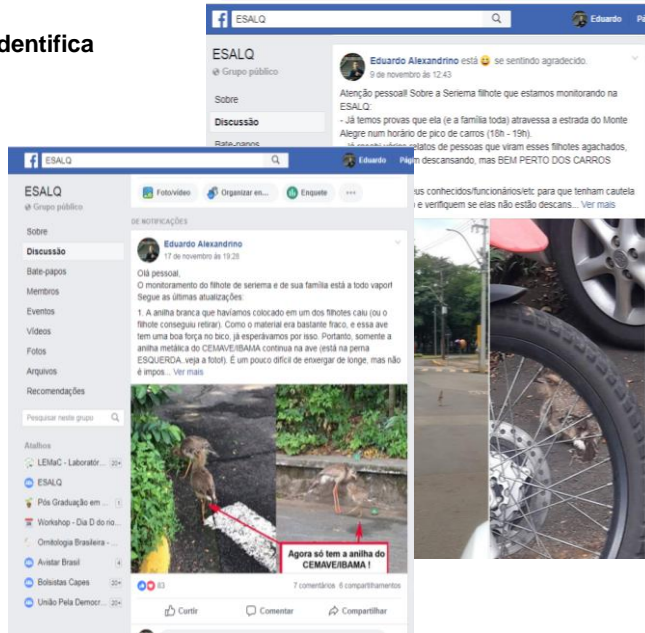 dentifica
ESALQ
Eduardo
ESALQ
Grupo público
Sobre
Discussão
Bate-papos
Eduardo Alexandrino está se sentindo agradecido.
9 de novembro às 12:43
Atenção pessoal! Sobre a Seriema filhote que estamos monitorando na
ESALQ:
- Já temos provas que ela (e a família toda) atravessa a estrada do Monte
Alegre num horário de pico de carros (16h - 19h).
relatos de pessoas que viram esses filhotes agachados,
m descansando, mas BEM PERTO DOS CARROS
us conhecidos/funcionários/etc para que tenham cautela
e verifiquem se elas não estão descans... Ver mais
ESALQ
Eduardo
ESALQ
Grupo público
Sobre
Discussão
Bate-papos
Membros
Eventos
Vídeos
Fotos
Arquivos
Recomendações
Pesquisar neste grupo
Atalhos
LEMaC - Laboratór... 20+
ESALQ
Pós Graduação em ... 1
Workshop - Dia D do rio...
Ornitologia Brasileira - ...
Avistar Brasil 4
Bolsistas Capes 20+
União Pela Democr... 20+
Foto/vídeo Organizar en... Enquete
DE NOTIFICAÇÕES
Eduardo Alexandrino
17 de novembro às 19:28
Olá pessoal,
O monitoramento do filhote de seriema e de sua família está a todo vapor!
Segue as últimas atualizações:
1. A anilha branca que havíamos colocado em um dos filhotes caiu (ou o
filhote conseguiu retirar). Como o material era bastante fraco, e essa ave
tem uma boa força no bico, já esperávamos por isso. Portanto, somente a
anilha metálica do CEMAVE/IBAMA continua na ave (está na perna
ESQUERDA..veja a foto!). É um pouco difícil de enxergar de longe, mas não
é impos... Ver mais
Agora só tem a anilha do
CEMAVE/IBAMA !
83
7 comentários 6 compartilhamentos
Curtir Comentar Compartilhar